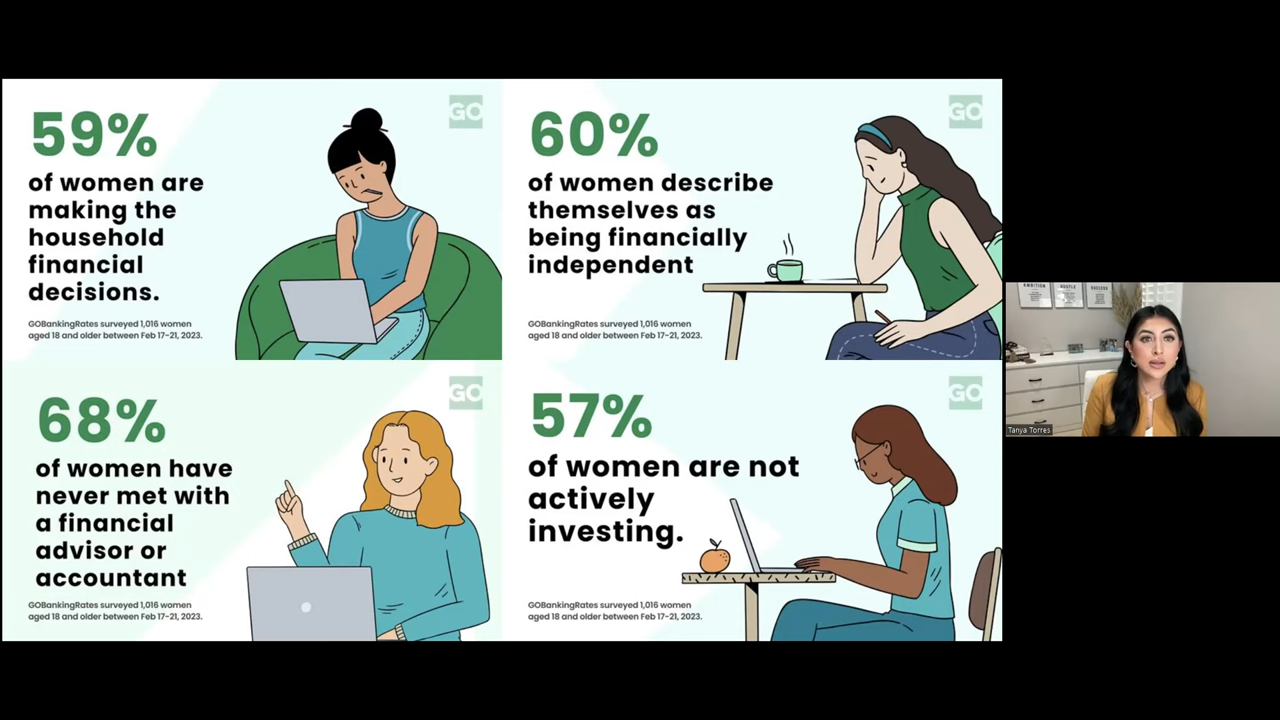 59%
of women are
making the
household
financial
decisions.
GOBankingRates surveyed 1,016 women
aged 18 and older between Feb 17-21, 2023.
GO
60%
of women describe
themselves as
being financially
independent
GOBankingRates surveyed 1,016 women
aged 18 and older between Feb 17-21, 2023.
GO
68%
of women have
never met with
a financial
advisor or
accountant
GOBankingRates surveyed 1,016 women
aged 18 and older between Feb 17-21, 2023.
GO
57%
of women are not
actively
investing.
GOBankingRates surveyed 1,016 women
aged 18 and older between Feb 17-21, 2023.
GO
AMBITION
HUSTLE
SUCCESS
Tanya Torres